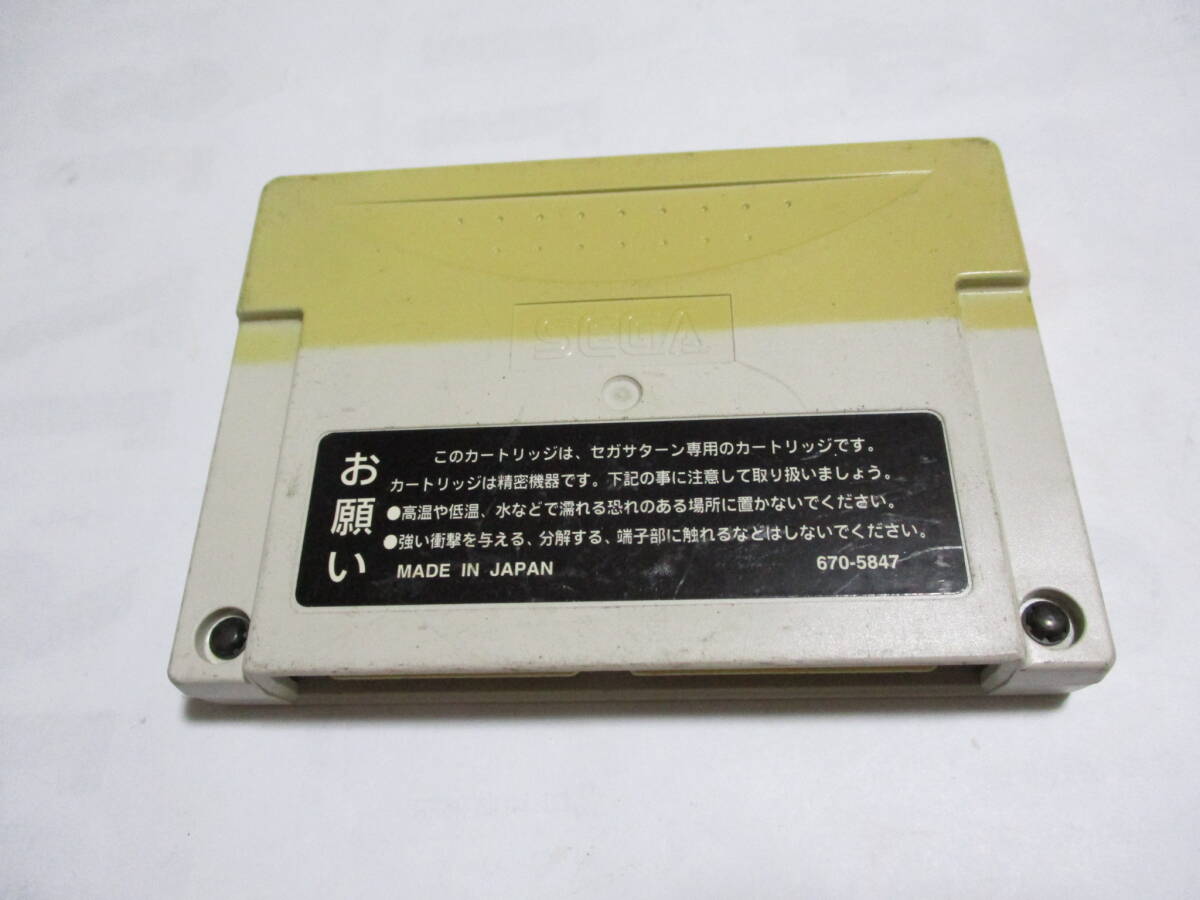 SEGA
お願い
このカートリッジは、セガサターン専用のカートリッジです。
カートリッジは精密機器です。下記の事に注意して取り扱いましょう。
●高温や低温、水などで濡れる恐れのある場所に置かないでください。
●強い衝撃を与える、分解する、端子部に触れるなどはしないでください。
MADE IN JAPAN 670-5847